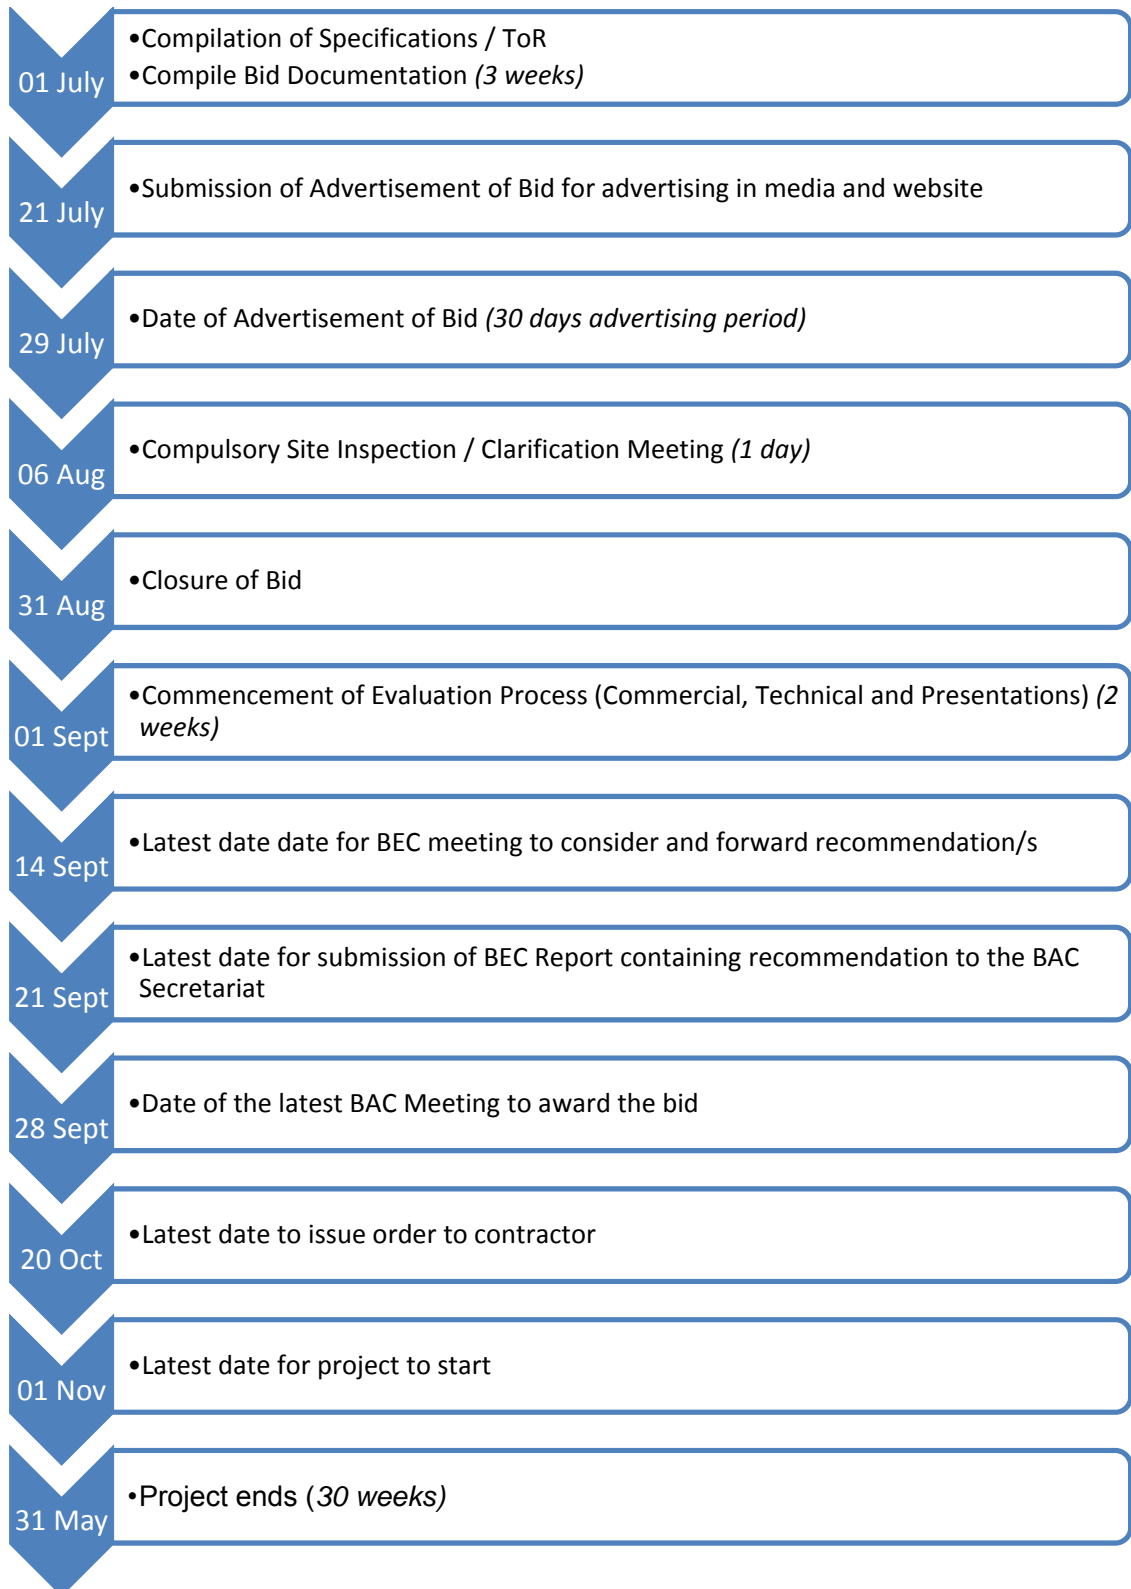 01 July
•Compilation of Specifications / ToR
•Compile Bid Documentation (3 weeks)
21 July
•Submission of Advertisement of Bid for advertising in media and website
29 July
•Date of Advertisement of Bid (30 days advertising period)
06 Aug
•Compulsory Site Inspection / Clarification Meeting (1 day)
31 Aug
•Closure of Bid
01 Sept
•Commencement of Evaluation Process (Commercial, Technical and Presentations) (2
weeks)
14 Sept
•Latest date date for BEC meeting to consider and forward recommendation/s
21 Sept
•Latest date for submission of BEC Report containing recommendation to the BAC
Secretariat
28 Sept
•Date of the latest BAC Meeting to award the bid
20 Oct
•Latest date to issue order to contractor
01 Nov
•Latest date for project to start
31 May
•Project ends (30 weeks)